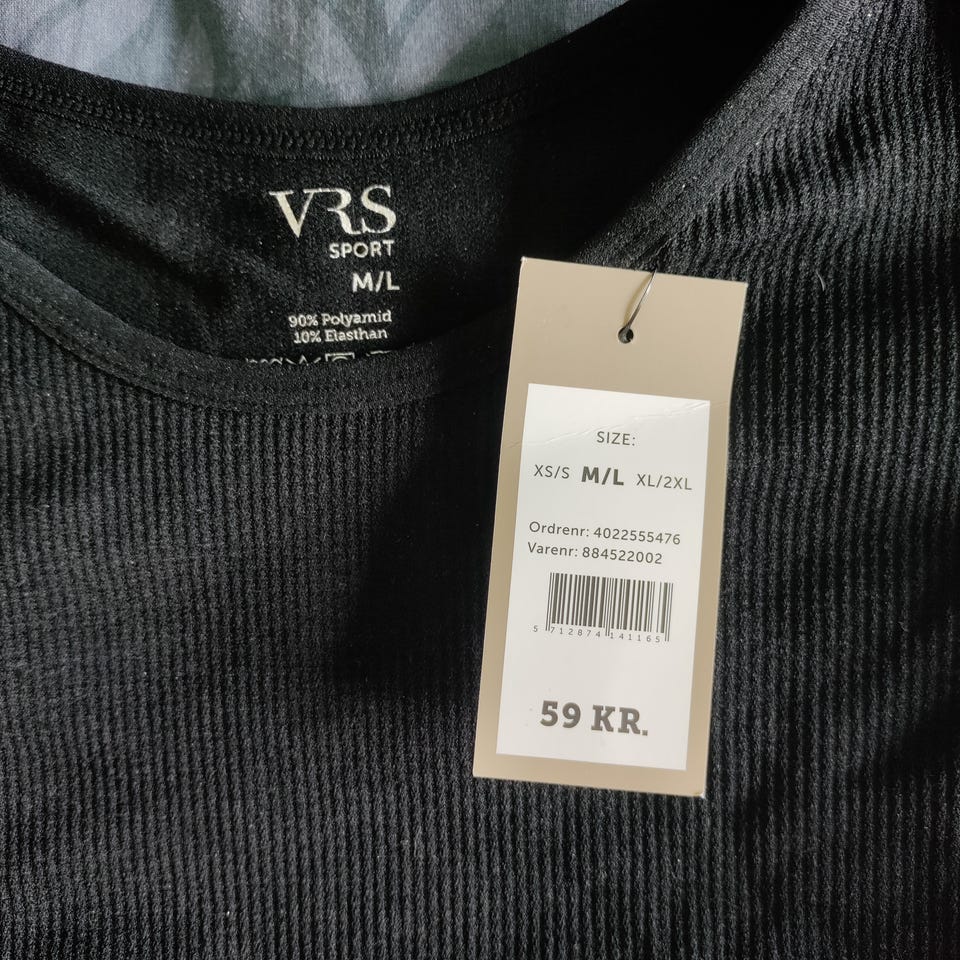 VRS
SPORT
M/L
90% Polyamid
10% Elasthan
SIZE:
XS/S M/L XL/2XL
Ordrenr: 4022555476
Varenr: 884522002
5 712874 141165
59 KR.